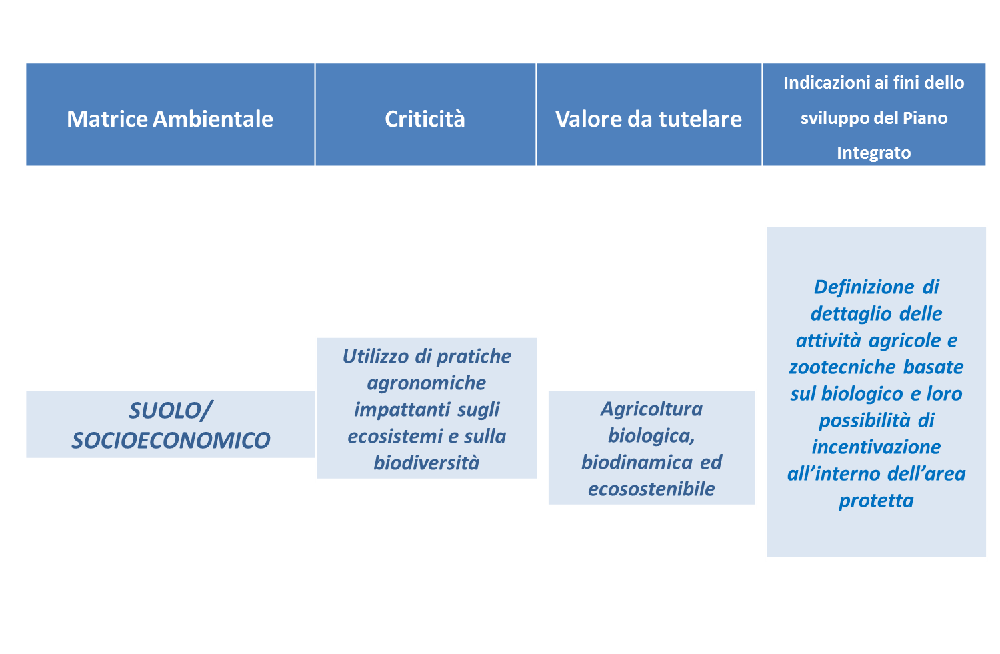 Matrice Ambientale
Criticità
Valore da tutelare
Indicazioni ai fini dello
sviluppo del Piano
Integrato
SUOLO/
SOCIOECONOMICO
Utilizzo di pratiche
agronomiche
impattanti sugli
ecosistemi e sulla
biodiversità
Agricoltura
biologica,
biodinamica ed
ecosostenibile
Definizione di
dettaglio delle
attività agricole e
zootecniche basate
sul biologico e loro
possibilità di
incentivazione
all’interno dell’area
protetta